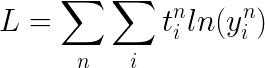 L = \sum_{n} \sum_{i} t_i^n ln(y_i^n)